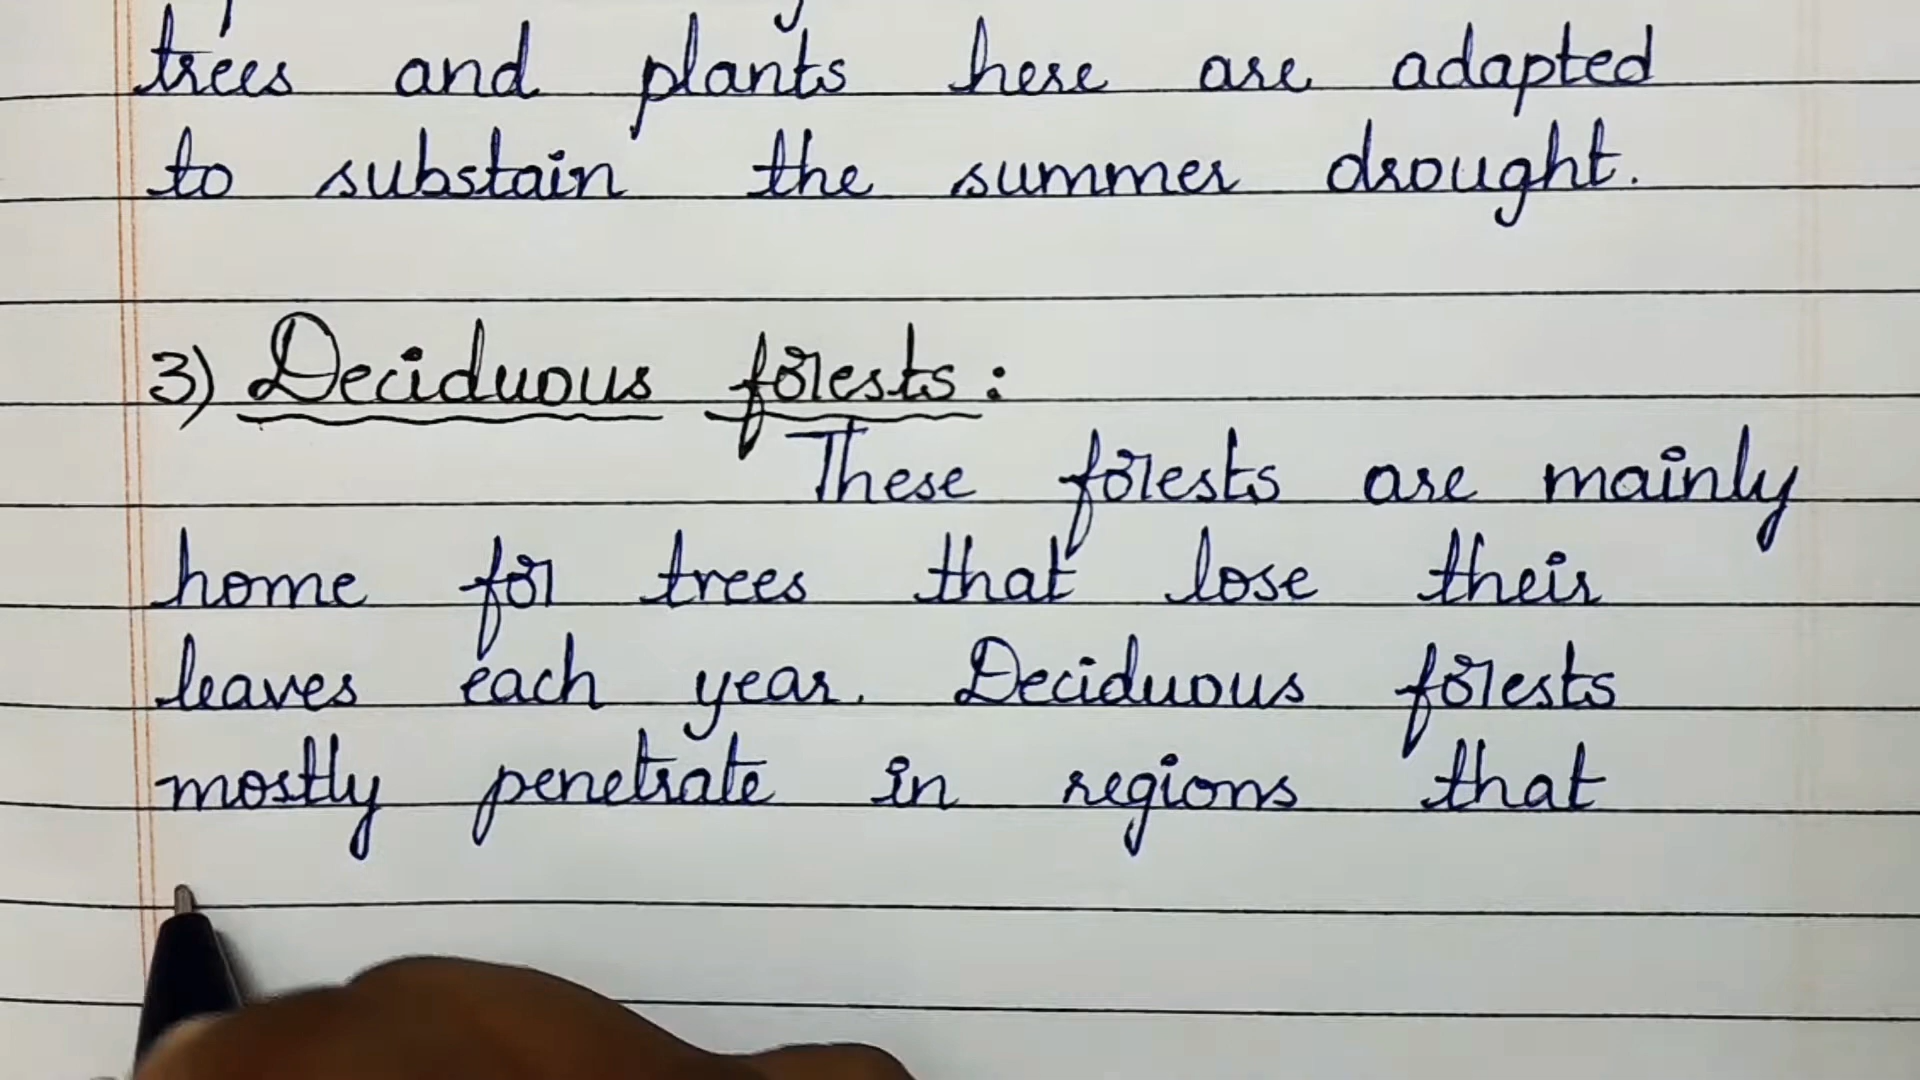 trees and plants here are adapted
to substain the summer drought.
3) Deciduous forests:
These forests are mainly
home for trees that lose their
leaves each year. Deciduous forests
mostly penetrate in regions that